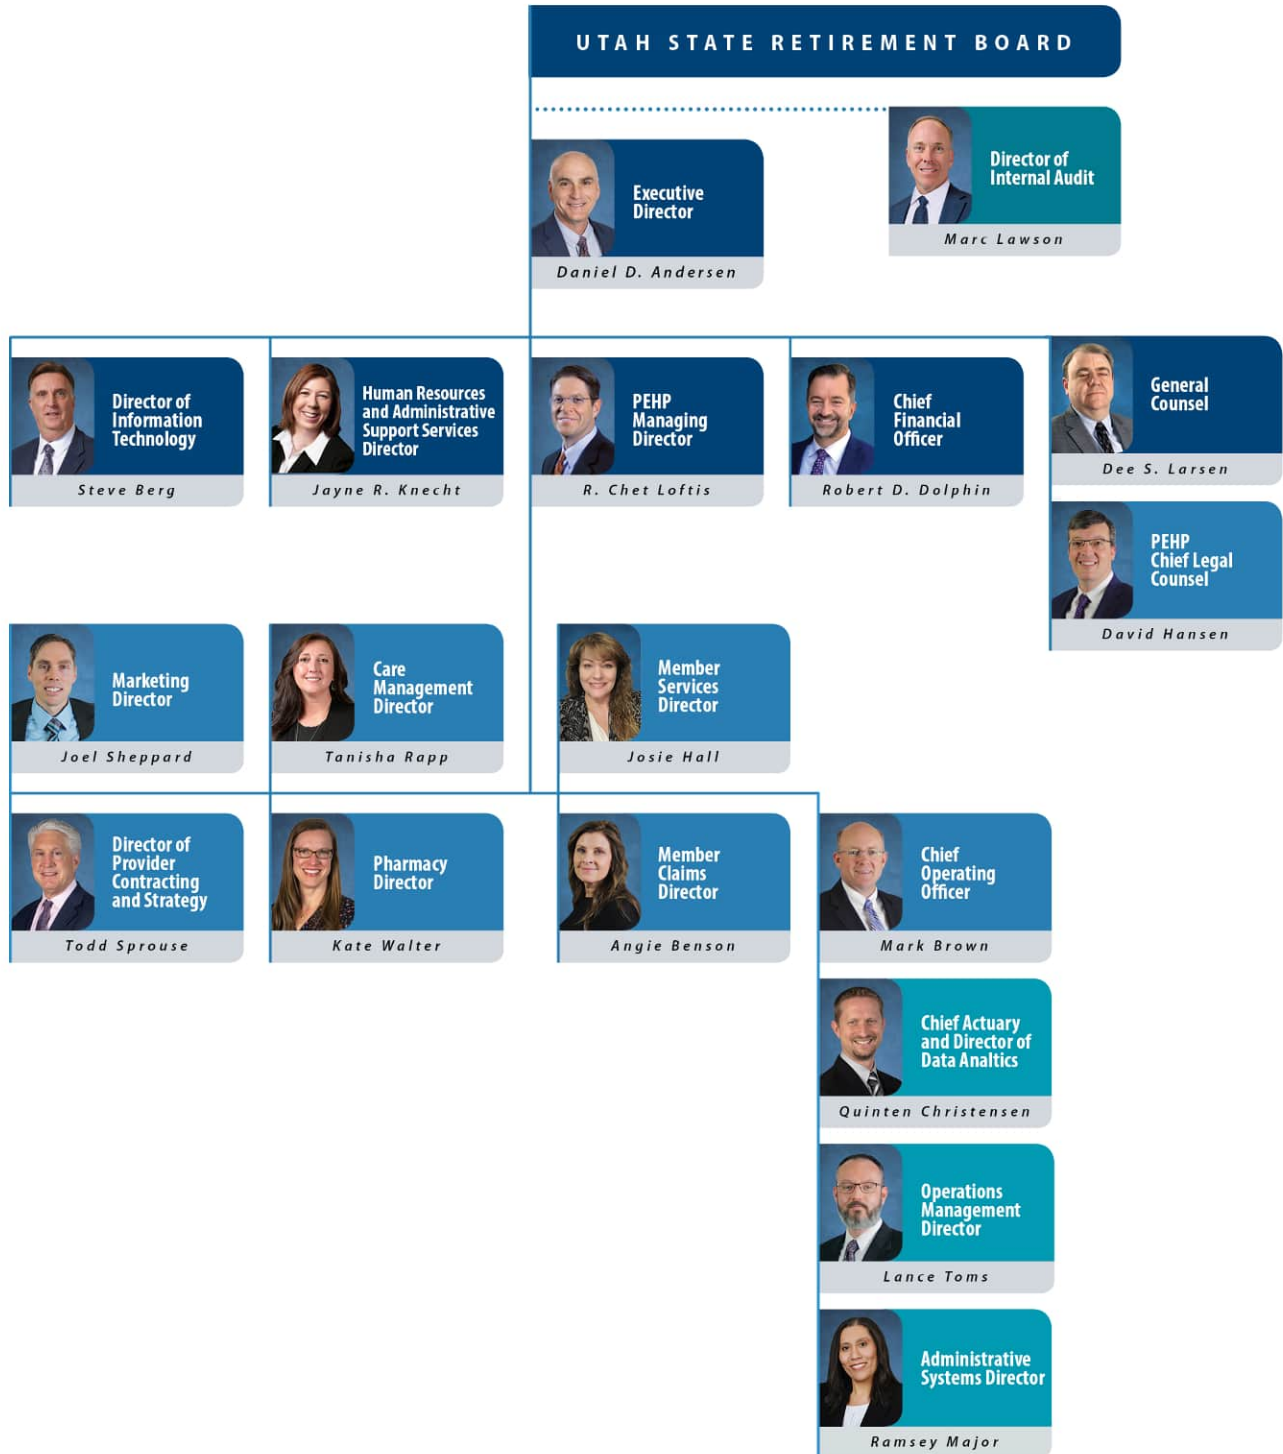 UTAH STATE RETIREMENT BOARD
Director of
Internal Audit
Marc Lawson
Executive
Director
Daniel D. Andersen
Director of
Information
Technology
Steve Berg
Human Resources
and Administrative
Support Services
Director
Jayne R. Knecht
PEHP
Managing
Director
R. Chet Loftis
Chief
Financial
Officer
Robert D. Dolphin
General
Counsel
Dee S. Larsen
PEHP
Chief Legal
Counsel
David Hansen
Marketing
Director
Joel Sheppard
Care
Management
Director
Tanisha Rapp
Member
Services
Director
Josie Hall
Director of
Provider
Contracting
and Strategy
Todd Sprouse
Pharmacy
Director
Kate Walter
Member
Claims
Director
Angie Benson
Chief
Operating
Officer
Mark Brown
Chief Actuary
and Director of
Data Analtics
Quinten Christensen
Operations
Management
Director
Lance Toms
Administrative
Systems Director
Ramsey Major